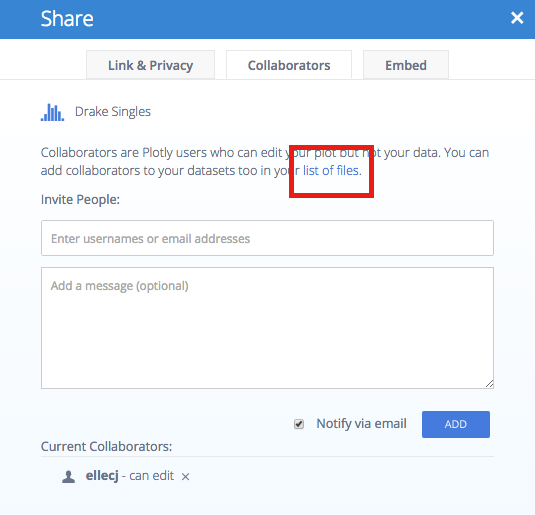 Share
×
Link & Privacy
Collaborators
Embed
Drake Singles
Collaborators are Plotly users who can edit your plot but not your data. You can
add collaborators to your datasets too in your list of files.
Invite People:
Enter usernames or email addresses
Add a message (optional)
Notify via email
ADD
Current Collaborators:
ellecj - can edit ×